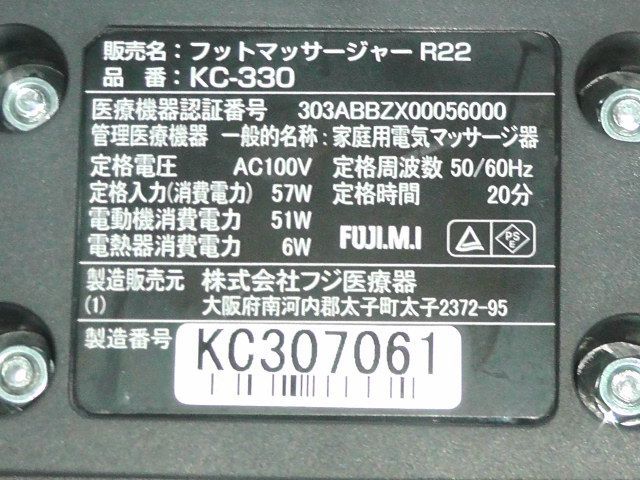 販売名：フットマッサージャー R22
品　番：KC-330
医療機器認証番号　303ABBZX00056000
管理医療機器　一般的名称：家庭用電気マッサージ器
定格電圧　AC100V　定格周波数 50/60Hz
定格入力(消費電力)　57W　定格時間　20分
電動機消費電力　51W
電熱器消費電力　6W　FUJI.M.I　PSE
製造販売元　株式会社フジ医療器
(1)　大阪府南河内郡太子町太子2372-95
製造番号　KC307061